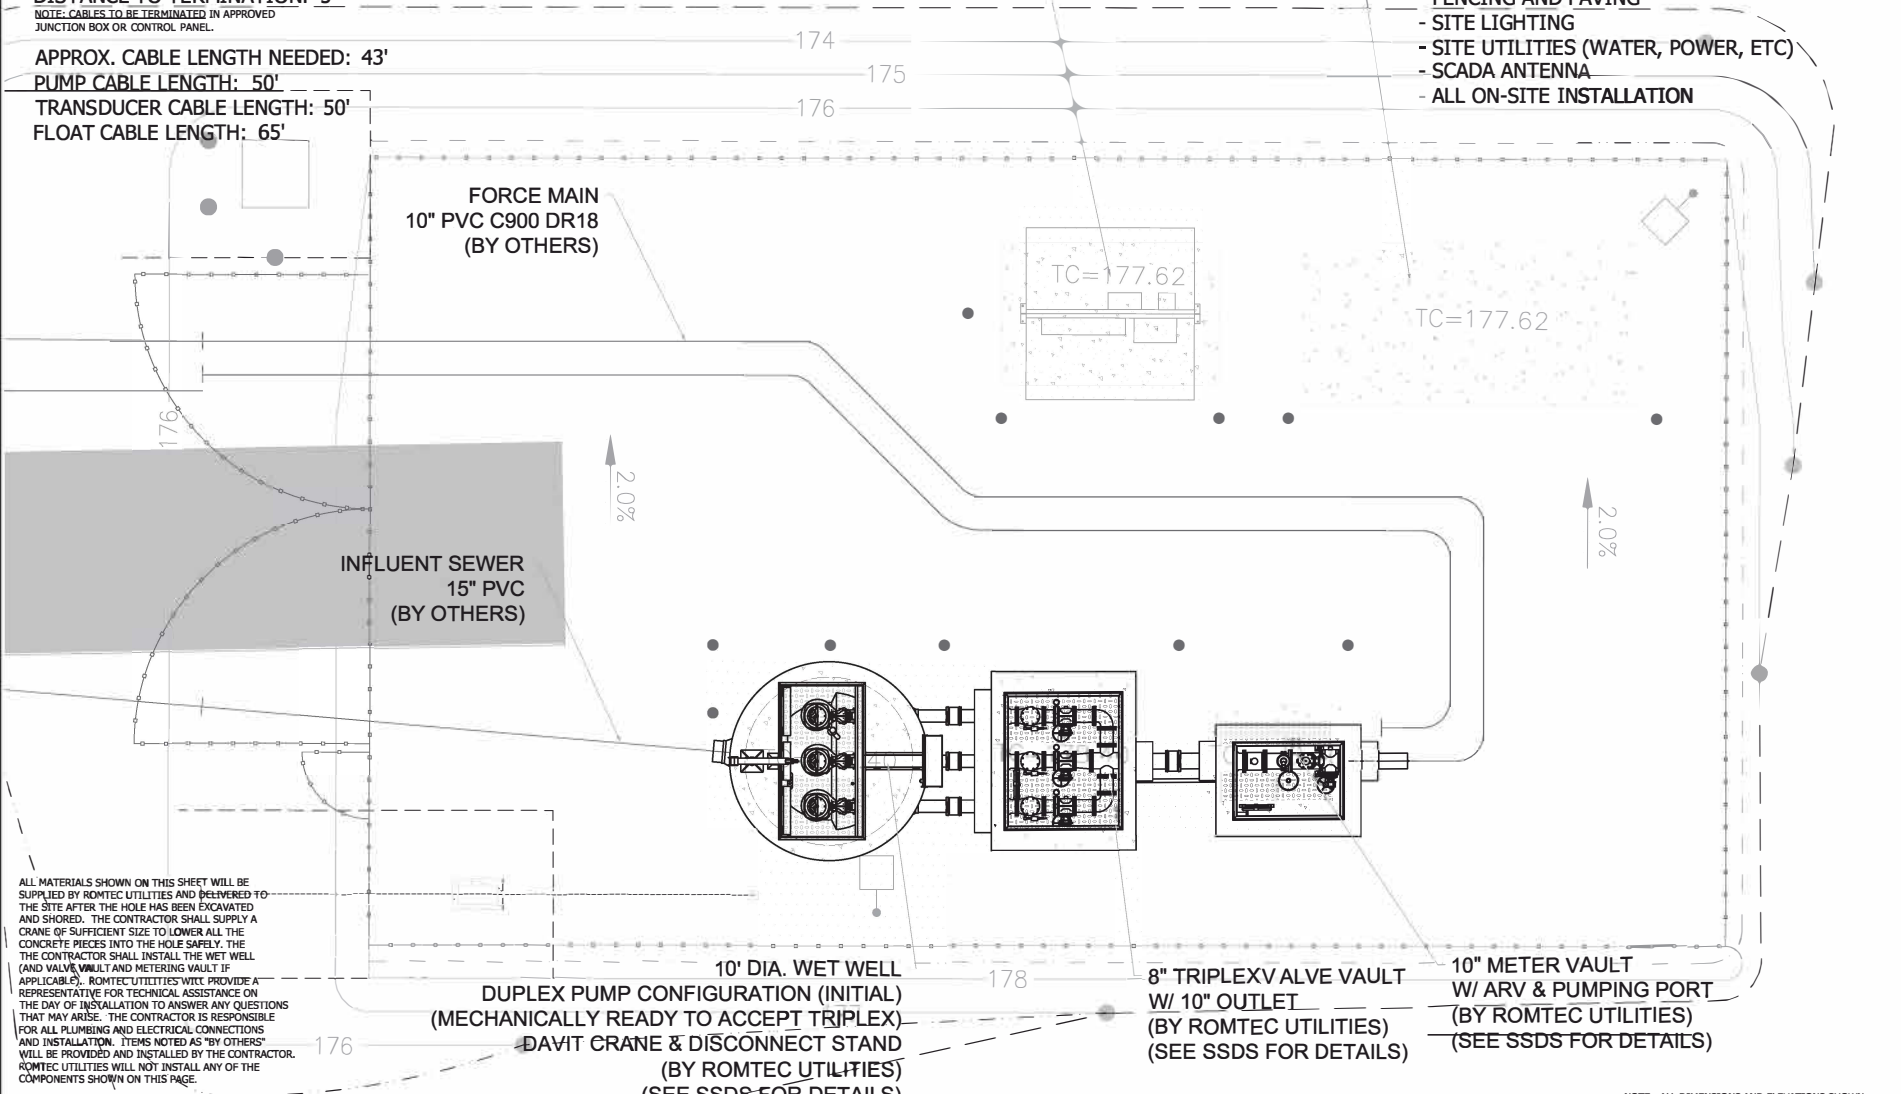 DISTANCE TO TERMINATION: 5'
NOTE: CABLES TO BE TERMINATED IN APPROVED
JUNCTION BOX OR CONTROL PANEL.
APPROX. CABLE LENGTH NEEDED: 43'
PUMP CABLE LENGTH: 50'
TRANSDUCER CABLE LENGTH: 50'
FLOAT CABLE LENGTH: 65'
174
175
176
- FENCING AND PAVING
- SITE LIGHTING
- SITE UTILITIES (WATER, POWER, ETC)
- SCADA ANTENNA
- ALL ON-SITE INSTALLATION
FORCE MAIN
10" PVC C900 DR18
(BY OTHERS)
TC=177.62
TC=177.62
176
2.0%
2.0%
INFLUENT SEWER
15" PVC
(BY OTHERS)
ALL MATERIALS SHOWN ON THIS SHEET WILL BE
SUPPLIED BY ROMTEC UTILITIES AND DELIVERED TO
THE SITE AFTER THE HOLE HAS BEEN EXCAVATED
AND SHORED. THE CONTRACTOR SHALL SUPPLY A
CRANE OF SUFFICIENT SIZE TO LOWER ALL THE
CONCRETE PIECES INTO THE HOLE SAFELY. THE
THE CONTRACTOR SHALL INSTALL THE WET WELL
(AND VALVE VAULT AND METERING VAULT IF
APPLICABLE). ROMTEC UTILITIES WILL PROVIDE A
REPRESENTATIVE FOR TECHNICAL ASSISTANCE ON
THE DAY OF INSTALLATION TO ANSWER ANY QUESTIONS
THAT MAY ARISE. THE CONTRACTOR IS RESPONSIBLE
FOR ALL PLUMBING AND ELECTRICAL CONNECTIONS
AND INSTALLATION. ITEMS NOTED AS "BY OTHERS"
WILL BE PROVIDED AND INSTALLED BY THE CONTRACTOR.
ROMTEC UTILITIES WILL NOT INSTALL ANY OF THE
COMPONENTS SHOWN ON THIS PAGE.
176
10' DIA. WET WELL
DUPLEX PUMP CONFIGURATION (INITIAL)
(MECHANICALLY READY TO ACCEPT TRIPLEX)
DAVIT CRANE & DISCONNECT STAND
(BY ROMTEC UTILITIES)
(SEE SSDS FOR DETAILS)
178
8" TRIPLEXV ALVE VAULT
W/ 10" OUTLET
(BY ROMTEC UTILITIES)
(SEE SSDS FOR DETAILS)
10" METER VAULT
W/ ARV & PUMPING PORT
(BY ROMTEC UTILITIES)
(SEE SSDS FOR DETAILS)